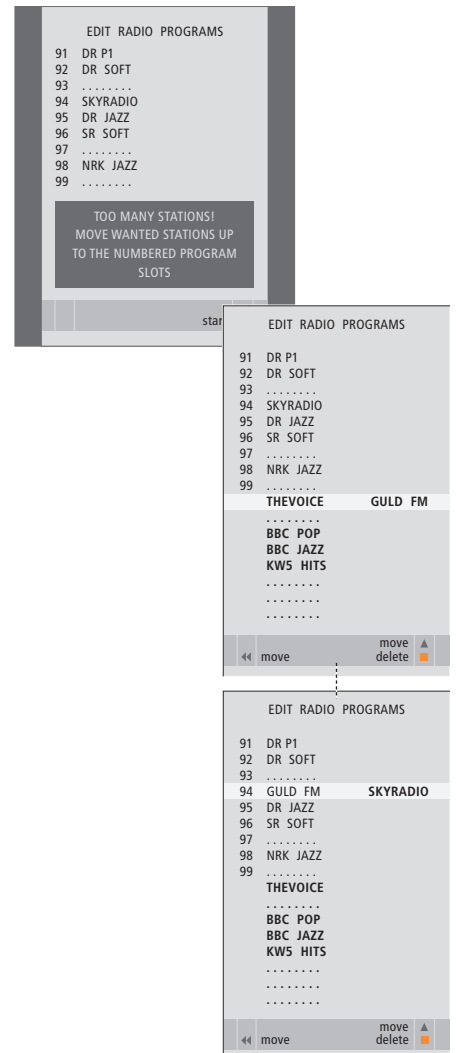 EDIT RADIO PROGRAMS
91 DR P1
92 DR SOFT
93 ........
94 SKYRADIO
95 DR JAZZ
96 SR SOFT
97 ........
98 NRK JAZZ
99 ........
TOO MANY STATIONS!
MOVE WANTED STATIONS UP
TO THE NUMBERED PROGRAM
SLOTS
EDIT RADIO PROGRAMS
91 DR P1
92 DR SOFT
93 ........
94 SKYRADIO
95 DR JAZZ
96 SR SOFT
97 ........
98 NRK JAZZ
99 ........
THEVOICE GULD FM
........
BBC POP
BBC JAZZ
KW5 HITS
........
........
........
move
move delete
EDIT RADIO PROGRAMS
91 DR P1
92 DR SOFT
93 ........
94 GULD FM SKYRADIO
95 DR JAZZ
96 SR SOFT
97 ........
98 NRK JAZZ
99 ........
THEVOICE
........
BBC POP
BBC JAZZ
KW5 HITS
........
........
........
move
move delete